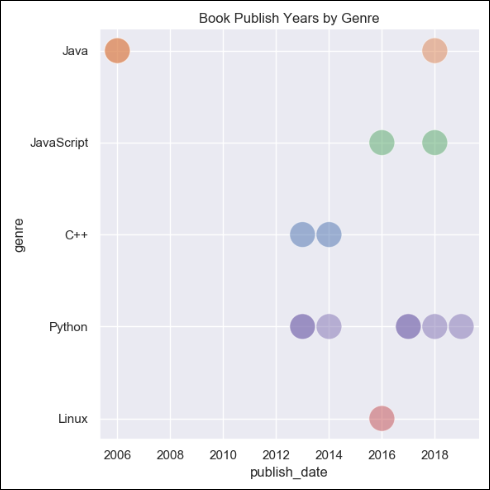 Book Publish Years by Genre
Java
JavaScript
C++
Python
Linux
genre
2006 2008 2010 2012 2014 2016 2018
publish_date